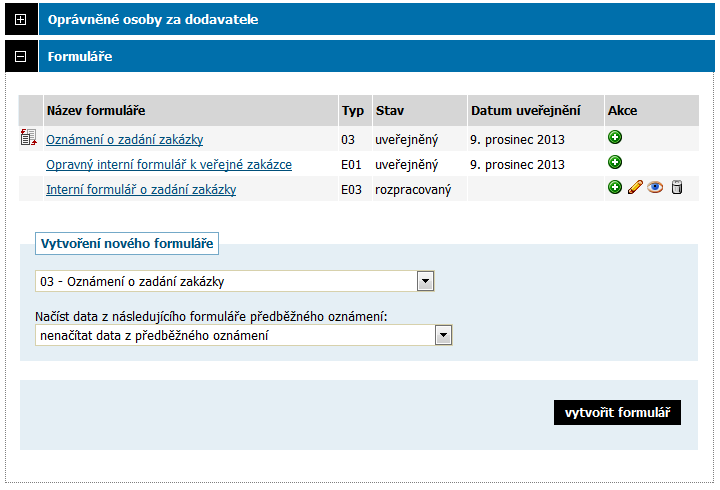 Oprávněné osoby za dodavatele
Formuláře
Název formuláře Typ Stav Datum uveřejnění Akce
Oznámení o zadání zakázky 03 uveřejněný 9. prosinec 2013
Opravný interní formulář k veřejné zakázce E01 uveřejněný 9. prosinec 2013
Interní formulář o zadání zakázky E03 rozpracovaný
Vytvoření nového formuláře
03 - Oznámení o zadání zakázky
Načíst data z následujícího formuláře předběžného oznámení:
nenačítat data z předběžného oznámení
vytvořit formulář